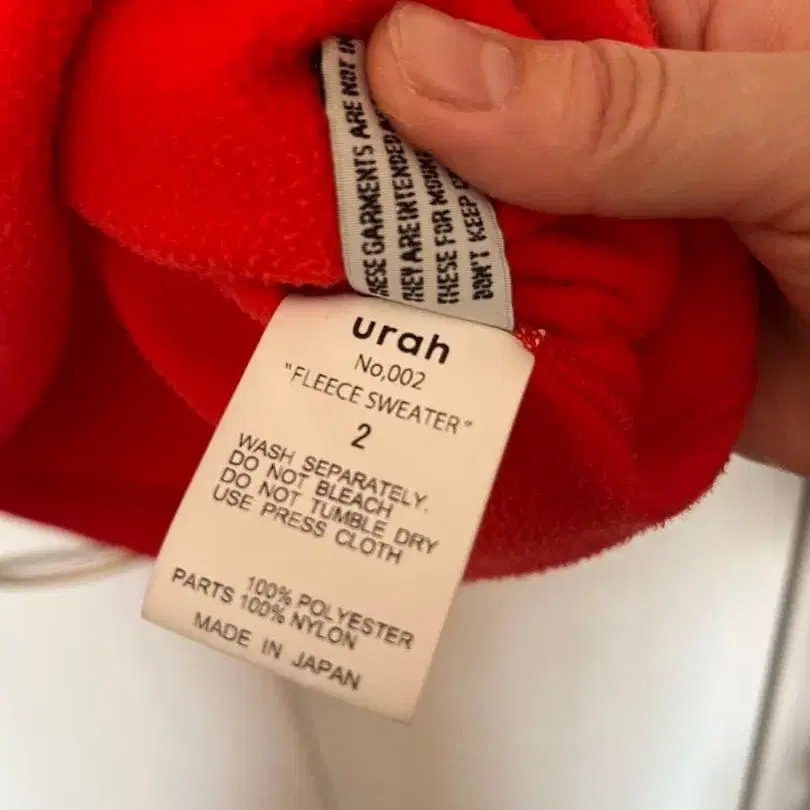 THESE GARMENTS ARE NOT
THEY ARE INTENDED
THESE FOR
DON'T KEEP
urah
No,002
"FLEECE SWEATER"
2
WASH SEPARATELY.
DO NOT BLEACH
DO NOT TUMBLE DRY
USE PRESS CLOTH
100% POLYESTER
PARTS 100% NYLON
MADE IN JAPAN